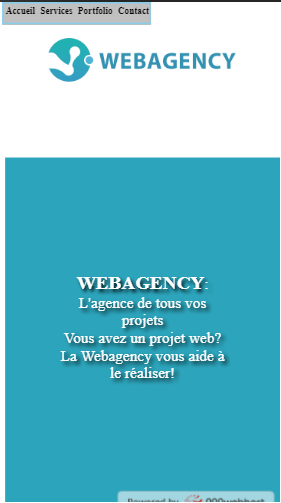 Accueil Services Portfolio Contact
WEBAGENCY
WEBAGENCY:
L'agence de tous vos
projets
Vous avez un projet web?
La Webagency vous aide à
le réaliser!
Powered by 000webhost